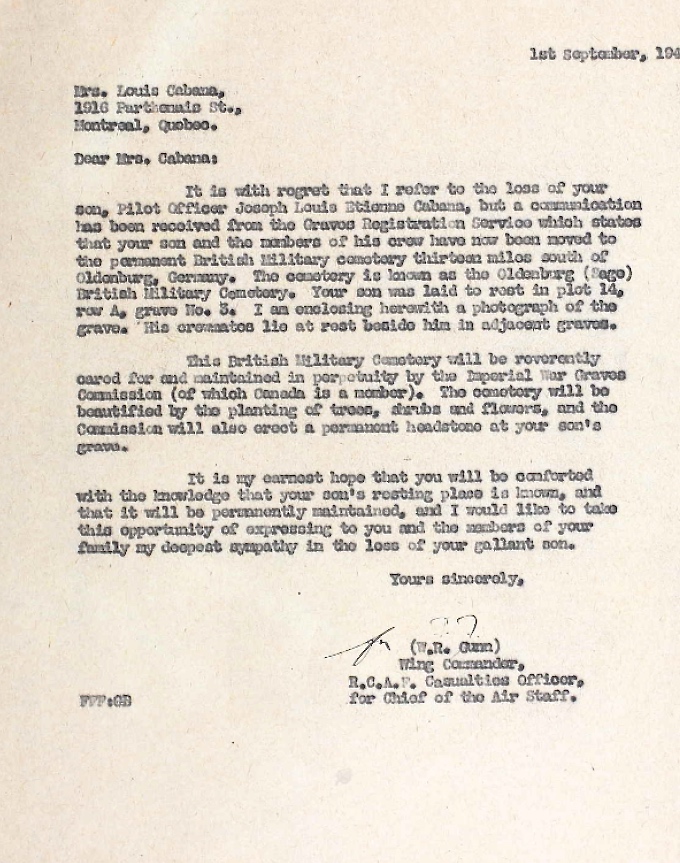 1st September, 194
Mrs. Louis Cabana,
1916 Parthenais St.,
Montreal, Quebec.
Dear Mrs. Cabana:
It is with regret that I refer to the loss of your
son, Pilot Officer Joseph Louis Etienne Cabana, but a communication
has been received from the Graves Registration Service which states
that your son and the members of his crew have now been moved to
the permanent British Military cemetery thirteen miles south of
Oldenburg, Germany. The cemetery is known as the Oldenburg (Sage)
British Military Cemetery. Your son was laid to rest in plot 14,
row A, grave No. 3. I am enclosing herewith a photograph of the
grave. His crewmates lie at rest beside him in adjacent graves.
This British Military Cemetery will be reverently
cared for and maintained in perpetuity by the Imperial War Graves
Commission (of which Canada is a member). The cemetery will be
beautified by the planting of trees, shrubs and flowers, and the
Commission will also erect a permanent headstone at your son's
grave.
It is my earnest hope that you will be comforted
with the knowledge that your son's resting place is known, and
that it will be permanently maintained, and I would like to take
this opportunity of expressing to you and the members of your
family my deepest sympathy in the loss of your gallant son.
Yours sincerely,
(W.R. Gunn)
Wing Commander,
R.C.A.F. Casualties Officer,
for Chief of the Air Staff.
FFF:GB